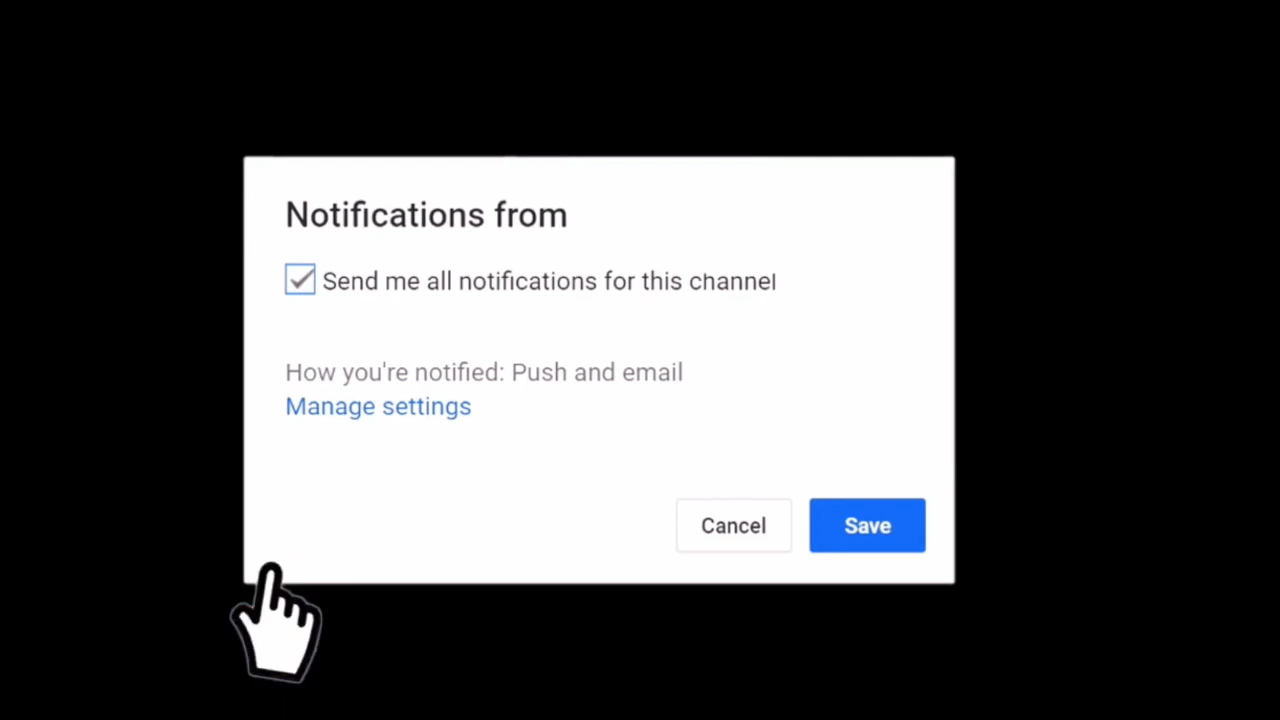 Notifications from
Send me all notifications for this channel
How you're notified: Push and email
Manage settings
Cancel
Save